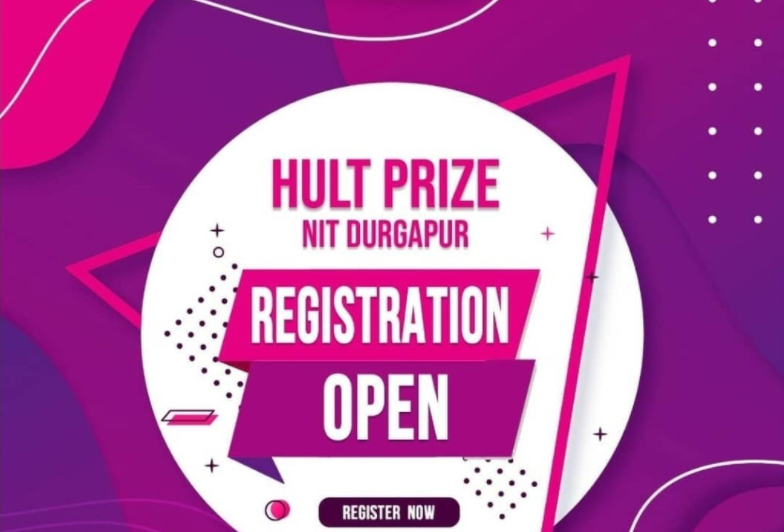 HULT PRIZE
NIT DURGAPUR
REGISTRATION
OPEN
REGISTER NOW